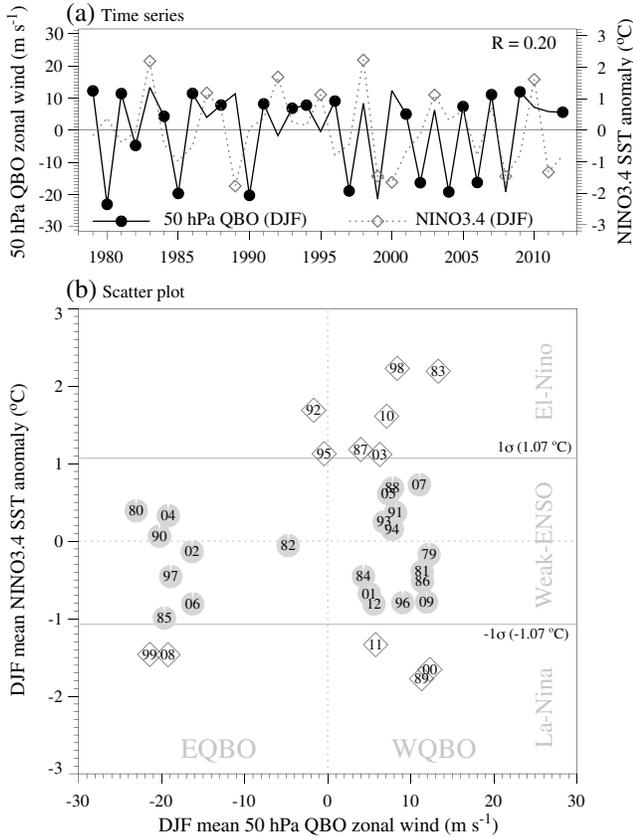 (a) Time series
50 hPa QBO zonal wind (m s-1)
NINO3.4 SST anomaly (ºC)
R = 0.20
30
20
10
0
-10
-20
-30
3
2
1
0
-1
-2
-3
50 hPa QBO (DJF)
NINO3.4 (DJF)
1980 1985 1990 1995 2000 2005 2010
(b) Scatter plot
DJF mean NINO3.4 SST anomaly (ºC)
3
2
1
0
-1
-2
-3
El-Nino
98 83
92
10
95 87 03
1σ (1.07 ºC)
Weak-ENSO
07
88
05
80
04
91
93
94
90
82
02
79
97
84
81
86
01
12
96
09
06
85
-1σ (-1.07 ºC)
La-Nina
11
99 08
00
89
EQBO WQBO
-30 -20 -10 0 10 20 30
DJF mean 50 hPa QBO zonal wind (m s-1)